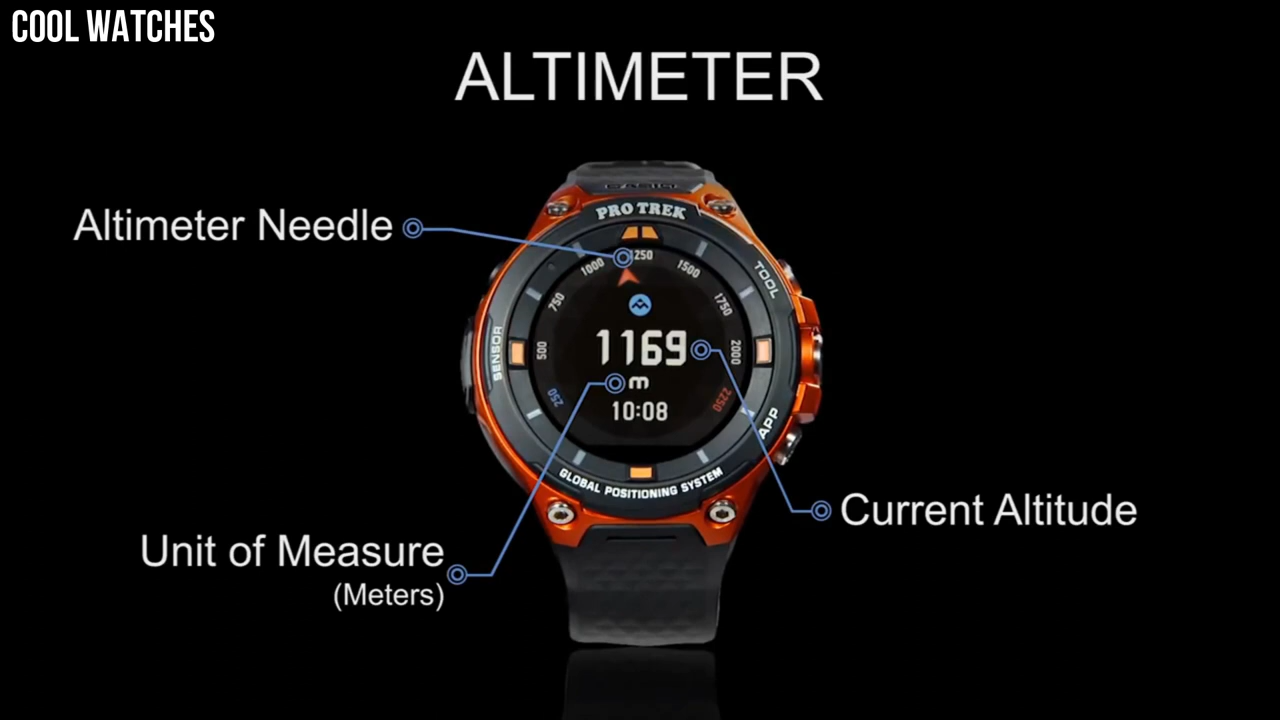 COOL WATCHES
ALTIMETER
CASIO
PRO TREK
Altimeter Needle
1250
1000
1500
750
1750
TOOL
SENSOR
500
1169
2000
m
250
10:08
2250
APP
GLOBAL POSITIONING SYSTEM
Current Altitude
Unit of Measure
(Meters)